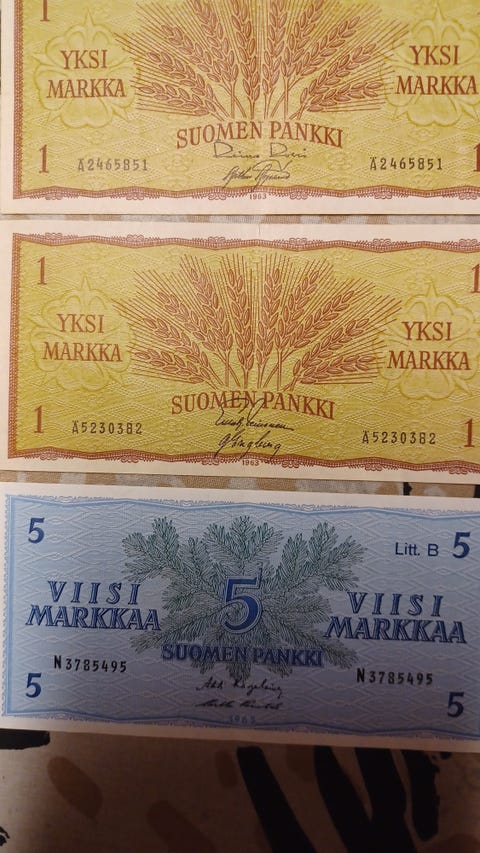 1
YKSI MARKKA
YKSI MARKKA
SUOMEN PANKKI
1
A2465851
A2465851
1
1963
1
1
YKSI MARKKA
YKSI MARKKA
SUOMEN PANKKI
1
A5230382
A5230382
1
1963
5
Litt. B 5
VIISI MARKKAA
5
VIISI MARKKAA
SUOMEN PANKKI
N3785495
N3785495
5
5
1963